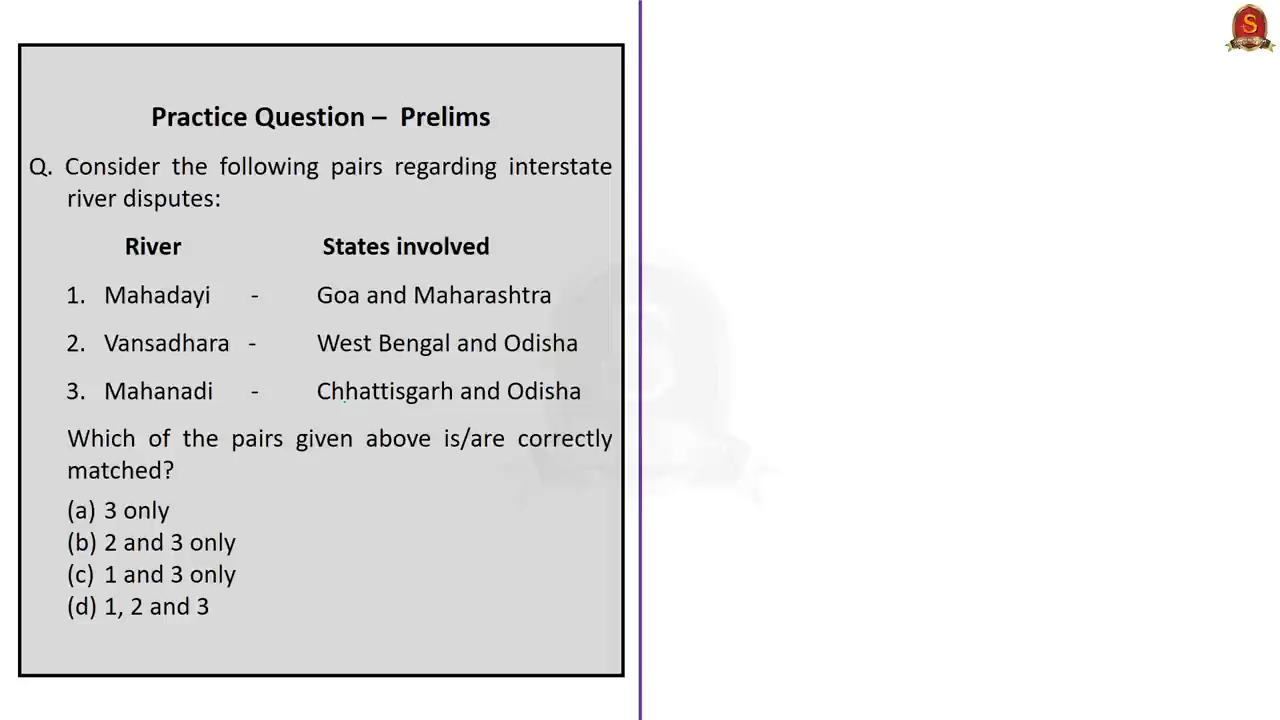 Practice Question – Prelims
Q. Consider the following pairs regarding interstate
river disputes:
River States involved
1. Mahadayi - Goa and Maharashtra
2. Vansadhara - West Bengal and Odisha
3. Mahanadi - Chhattisgarh and Odisha
Which of the pairs given above is/are correctly
matched?
(a) 3 only
(b) 2 and 3 only
(c) 1 and 3 only
(d) 1, 2 and 3
S